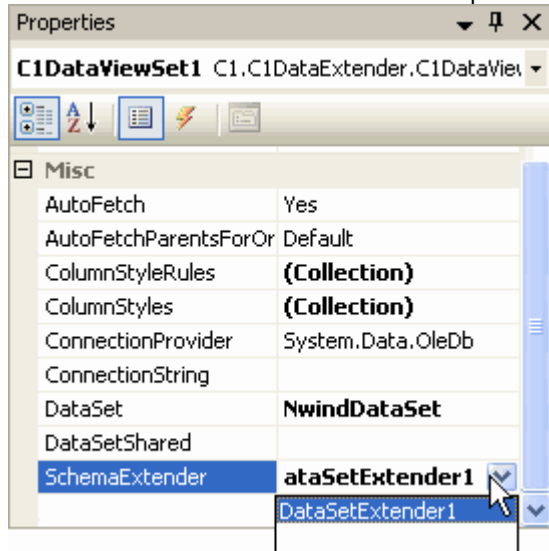 Properties
C1DataViewSet1 C1.C1DataExtender.C1DataView
Misc
AutoFetch Yes
AutoFetchParentsForOr Default
ColumnStyleRules (Collection)
ColumnStyles (Collection)
ConnectionProvider System.Data.OleDb
ConnectionString
DataSet NwindDataSet
DataSetShared
SchemaExtender ataSetExtender1
DataSetExtender1